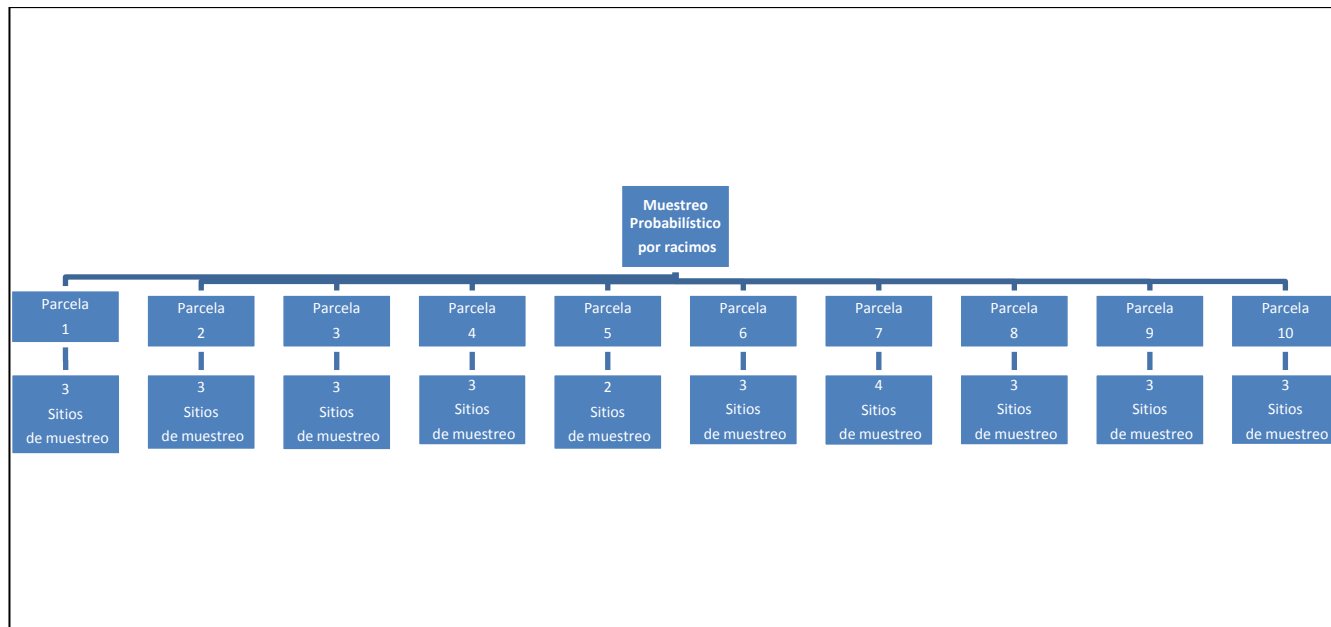 Muestreo
Probabilístico
por racimos
Parcela
1
Parcela
2
Parcela
3
Parcela
4
Parcela
5
Parcela
6
Parcela
7
Parcela
8
Parcela
9
Parcela
10
3
Sitios
de muestreo
3
Sitios
de muestreo
3
Sitios
de muestreo
3
Sitios
de muestreo
2
Sitios
de muestreo
3
Sitios
de muestreo
4
Sitios
de muestreo
3
Sitios
de muestreo
3
Sitios
de muestreo
3
Sitios
de muestreo